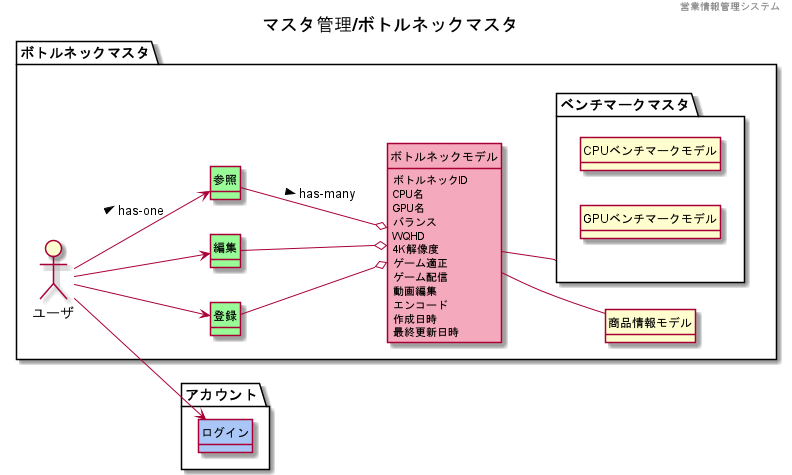 営業情報管理システム
マスタ管理/ボトルネックマスタ
ボトルネックマスタ
ベンチマークマスタ
CPUベンチマークモデル
GPUベンチマークモデル
ボトルネックモデル
ボトルネックID
CPU名
GPU名
バランス
WQHD
4K解像度
ゲーム適正
ゲーム配信
動画編集
エンコード
作成日時
最終更新日時
参照
has-many
has-one
編集
登録
ユーザ
商品情報モデル
アカウント
ログイン